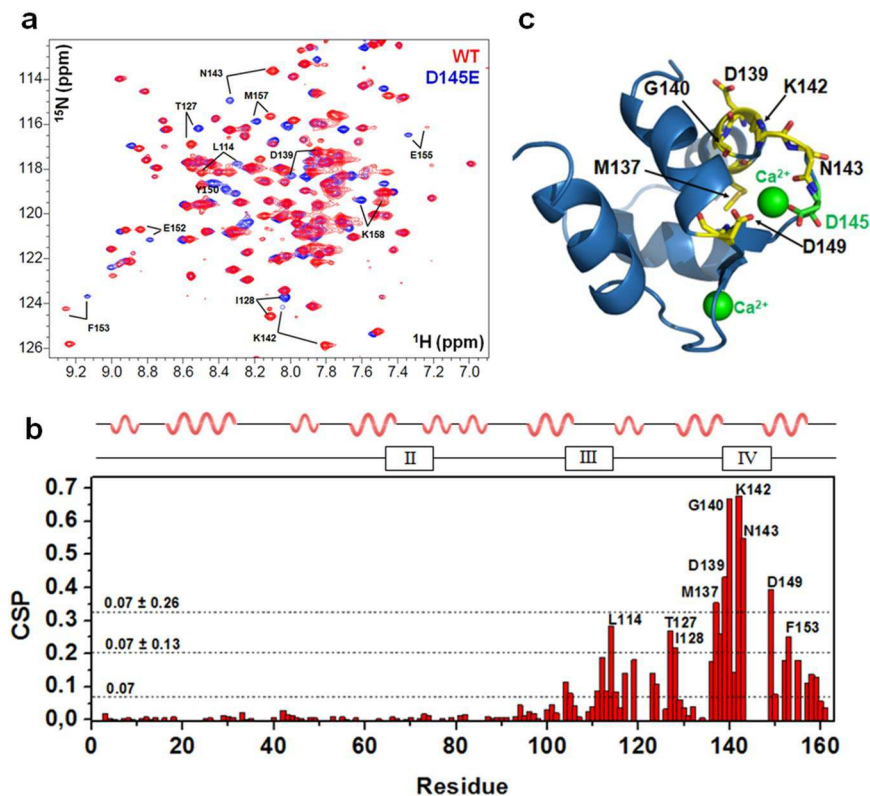 a
WT
D145E
15N (ppm)
114
116
118
120
122
124
126
N143
M157
T127
L114
D139
E155
Y150
E152
K158
F153
I128
K142
1H (ppm)
9.2 9.0 8.8 8.6 8.4 8.2 8.0 7.8 7.6 7.4 7.2 7.0
c
D139
G140
K142
M137
N143
Ca2+
D145
D149
Ca2+
b
II III IV
CSP
0.7
0.6
0.5
0.4
0.3
0.2
0.1
0,0
K142
G140
N143
D139
D149
M137
0.07 ± 0.26
L114
T127
I128
F153
0.07 ± 0.13
0.07
0 20 40 60 80 100 120 140 160
Residue